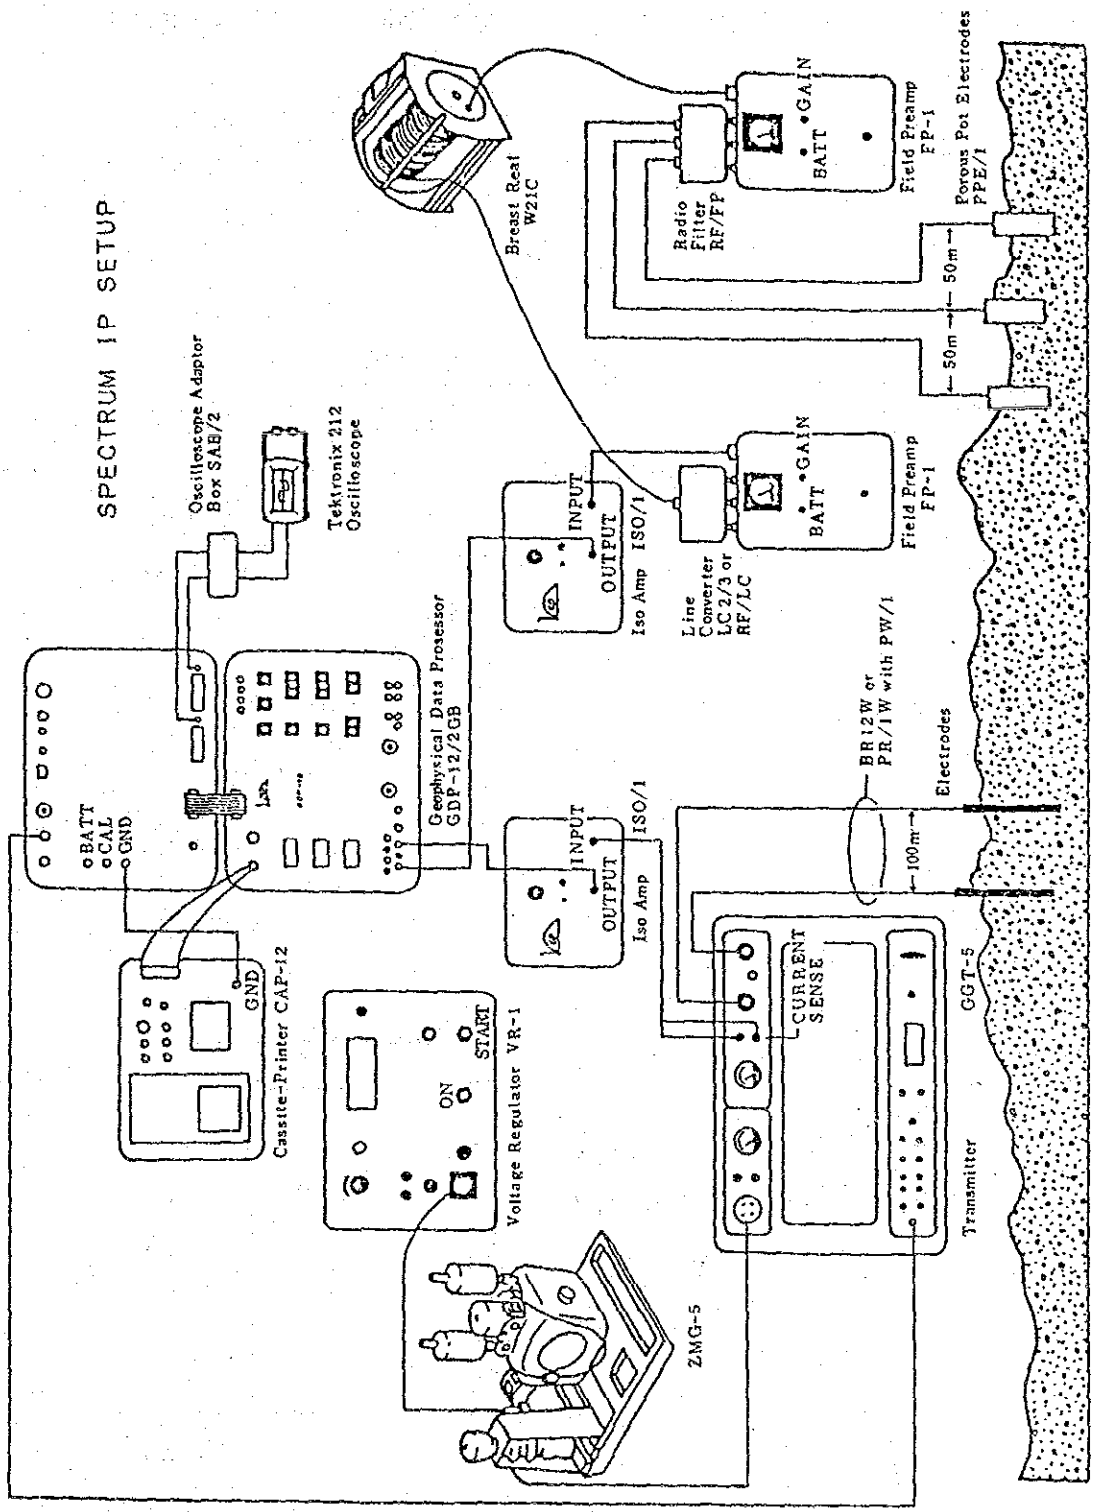 SPECTRUM IP SETUP
Oscilloscope Adaptor
Box SAB/2
Tektronix 212
Oscilloscope
BATT
CAL
GND
GND
Cassite-Printer CAP-12
Geophysical Data Prosessor
GDP-12/2GB
Breast Reat
W21C
ON
START
Voltage Regulator VR-1
OUTPUT
INPUT
Iso Amp ISO/1
OUTPUT
INPUT
Iso Amp ISO/1
Line
Converter
LC 2/3 or
RF/LC
Radio
Filter
RF/FP
BATT
GAIN
Field Preamp
FP-1
BATT
GAIN
Field Preamp
FP-1
ZMG-5
CURRENT
SENSE
Transmitter GGT-5
BR12W or
PR/1W with PW/1
100m
Electrodes
50m
50m
Porous Pot Electrodes
PPE/1